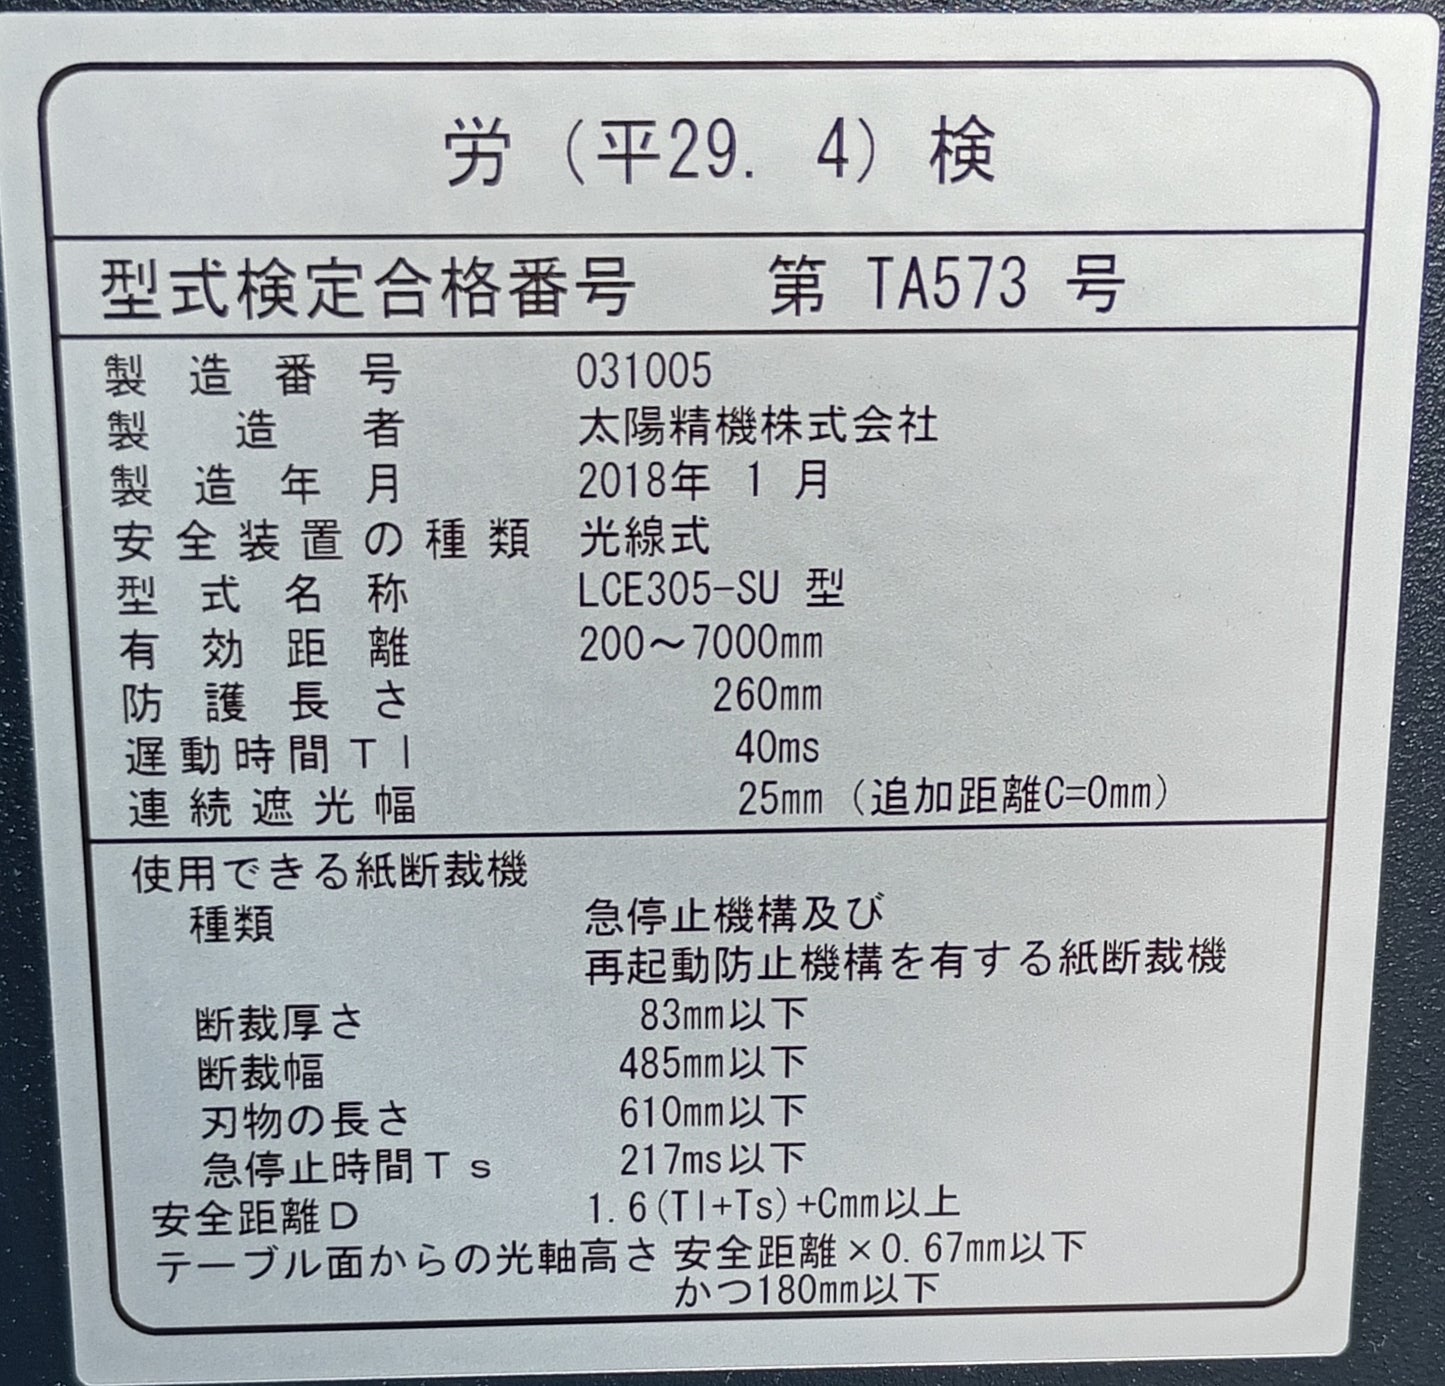 労（平29. 4）検
型式検定合格番号 第 TA573 号
製造番号 031005
製造者 太陽精機株式会社
製造年月 2018年 1 月
安全装置の種類 光線式
型式名称 LCE305-SU 型
有効距離 200～7000mm
防護長さ 260mm
遅動時間Tl 40ms
連続遮光幅 25mm（追加距離C=0mm）
使用できる紙断裁機
種類 急停止機構及び
再起動防止機構を有する紙断裁機
断裁厚さ 83mm以下
断裁幅 485mm以下
刃物の長さ 610mm以下
急停止時間Ts 217ms以下
安全距離D 1.6(Tl+Ts)+Cmm以上
テーブル面からの光軸高さ 安全距離×0.67mm以下
かつ180mm以下